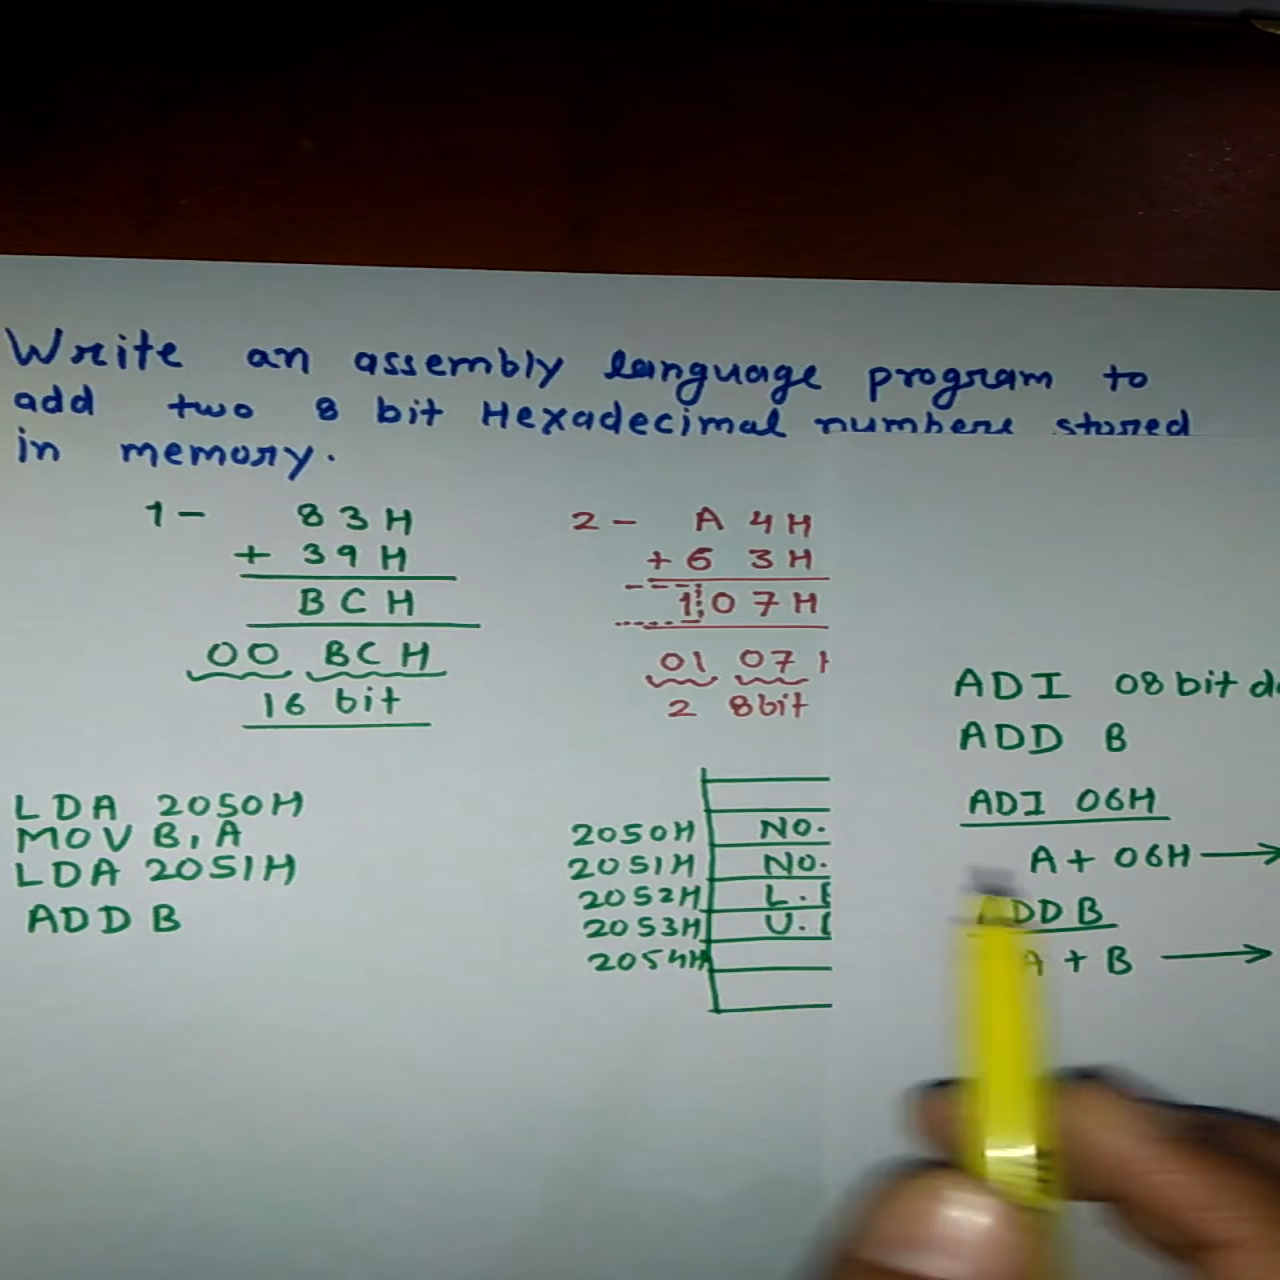 Write an assembly language program to
add two 8 bit Hexadecimal numbers stored
in memory.
1- 83H
+ 39H
BCH
00 BCH
16 bit
2- A4H
+ 63H
107H
01 07
2 8bit
LDA 2050H
MOV B, A
LDA 2051H
ADD B
2050H NO.
2051H NO.
2052H L.
2053H U.
2054H
ADI 08 bit
ADD B
ADI 06H
A + 06H →
ADD B
A + B →